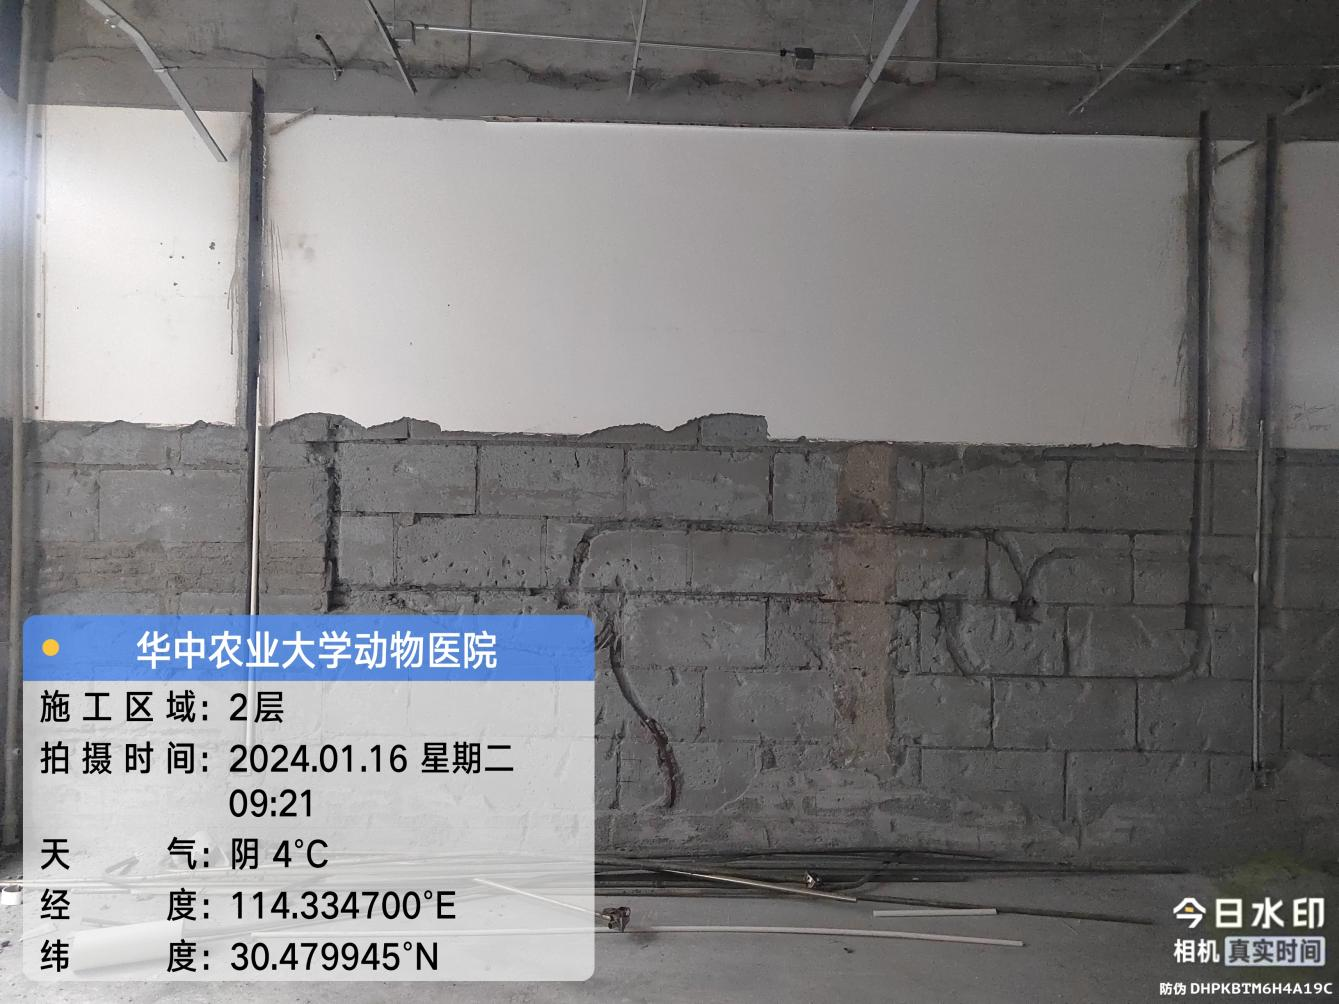 华中农业大学动物医院
施工区域：2层
拍摄时间：2024.01.16 星期二
09:21
天气：阴 4°C
经度：114.334700°E
纬度：30.479945°N
今日水印
相机 真实时间
防伪 DHPKBTM6H4A19C